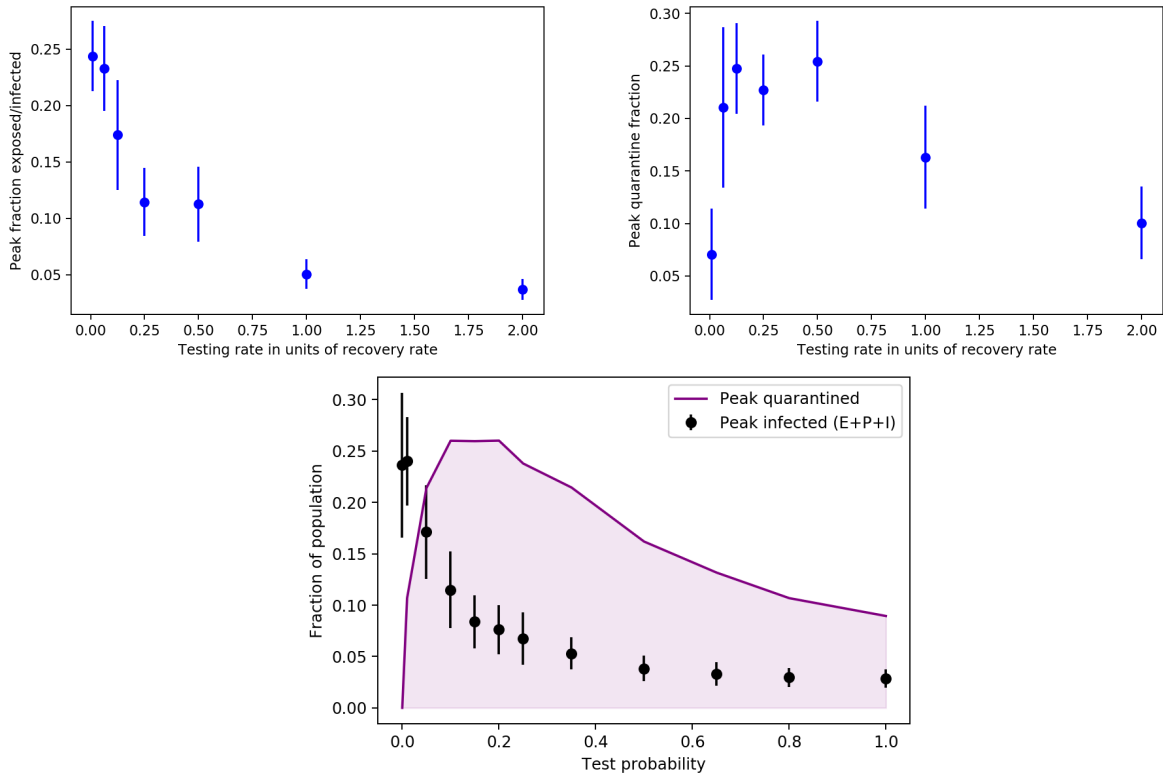 Peak fraction exposed/infected
0.25
0.20
0.15
0.10
0.05
0.00 0.25 0.50 0.75 1.00 1.25 1.50 1.75 2.00
Testing rate in units of recovery rate
Peak quarantine fraction
0.30
0.25
0.20
0.15
0.10
0.05
0.00 0.25 0.50 0.75 1.00 1.25 1.50 1.75 2.00
Testing rate in units of recovery rate
Fraction of population
0.30
0.25
0.20
0.15
0.10
0.05
0.00
Peak quarantined
Peak infected (E+P+I)
0.0 0.2 0.4 0.6 0.8 1.0
Test probability